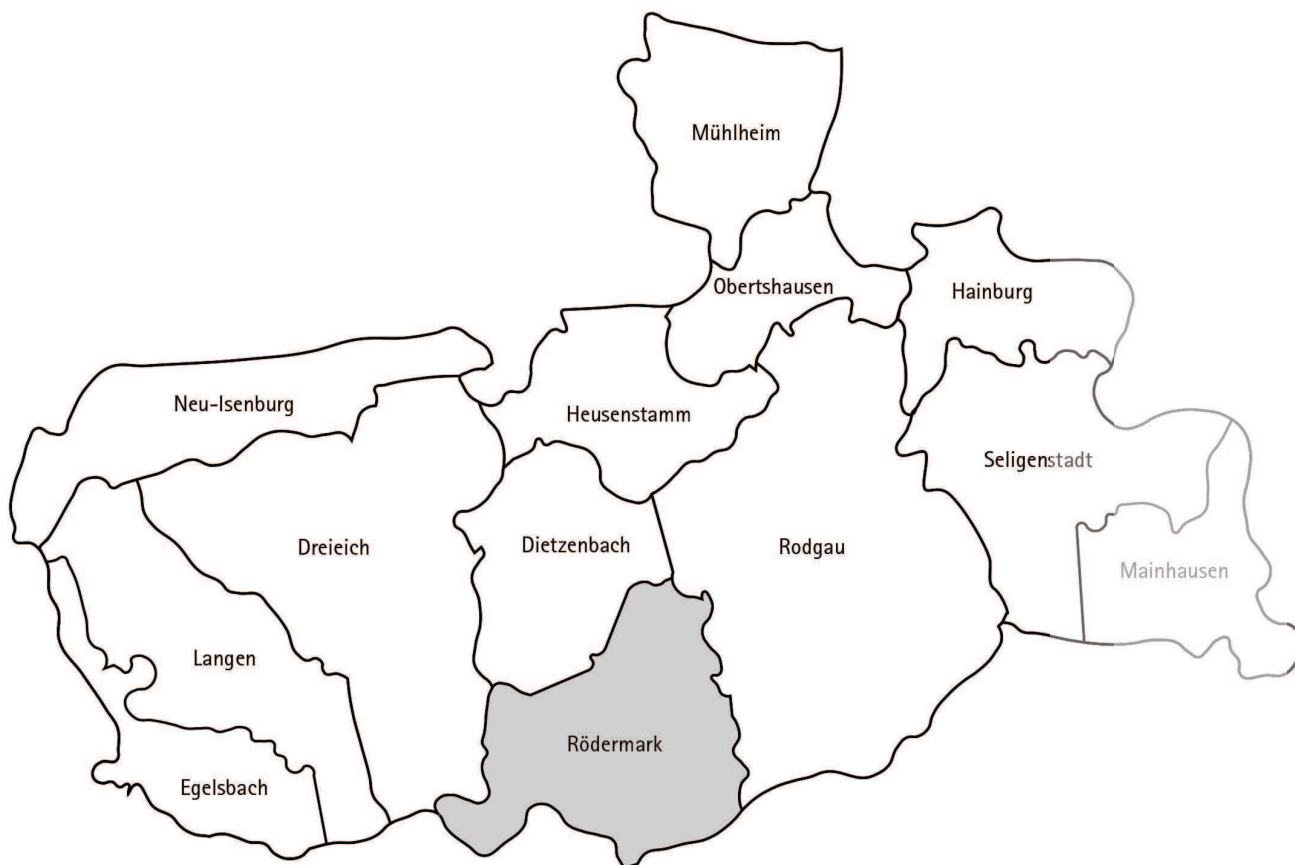 Mühlheim
Obertshausen
Hainburg
Neu-Isenburg
Heusenstamm
Seligenstadt
Dreieich
Dietzenbach
Rodgau
Mainhausen
Langen
Rödermark
Egelsbach